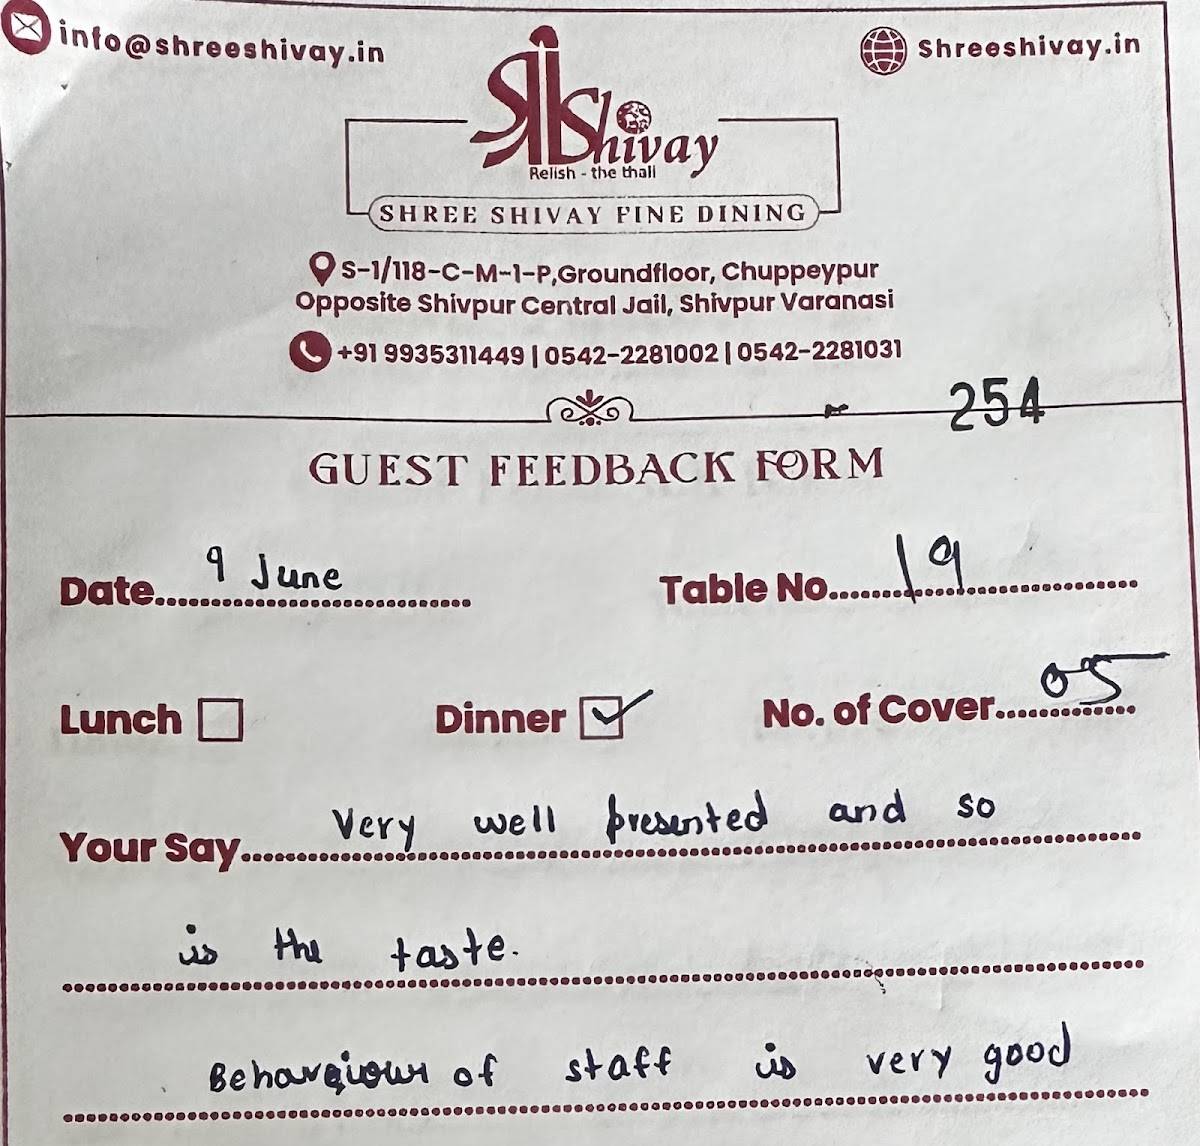 info@shreeshivay.in
Shreeshivay.in
Shivay
Relish - the thali
SHREE SHIVAY FINE DINING
S-1/118-C-M-1-P,Groundfloor, Chuppeypur
Opposite Shivpur Central Jail, Shivpur Varanasi
+91 9935311449 | 0542-2281002 | 0542-2281031
254
GUEST FEEDBACK FORM
Date 9 June Table No. 19
Lunch Dinner ✓ No. of Cover 05
Your Say Very well presented and so
is the taste.
Behaviour of staff is very good